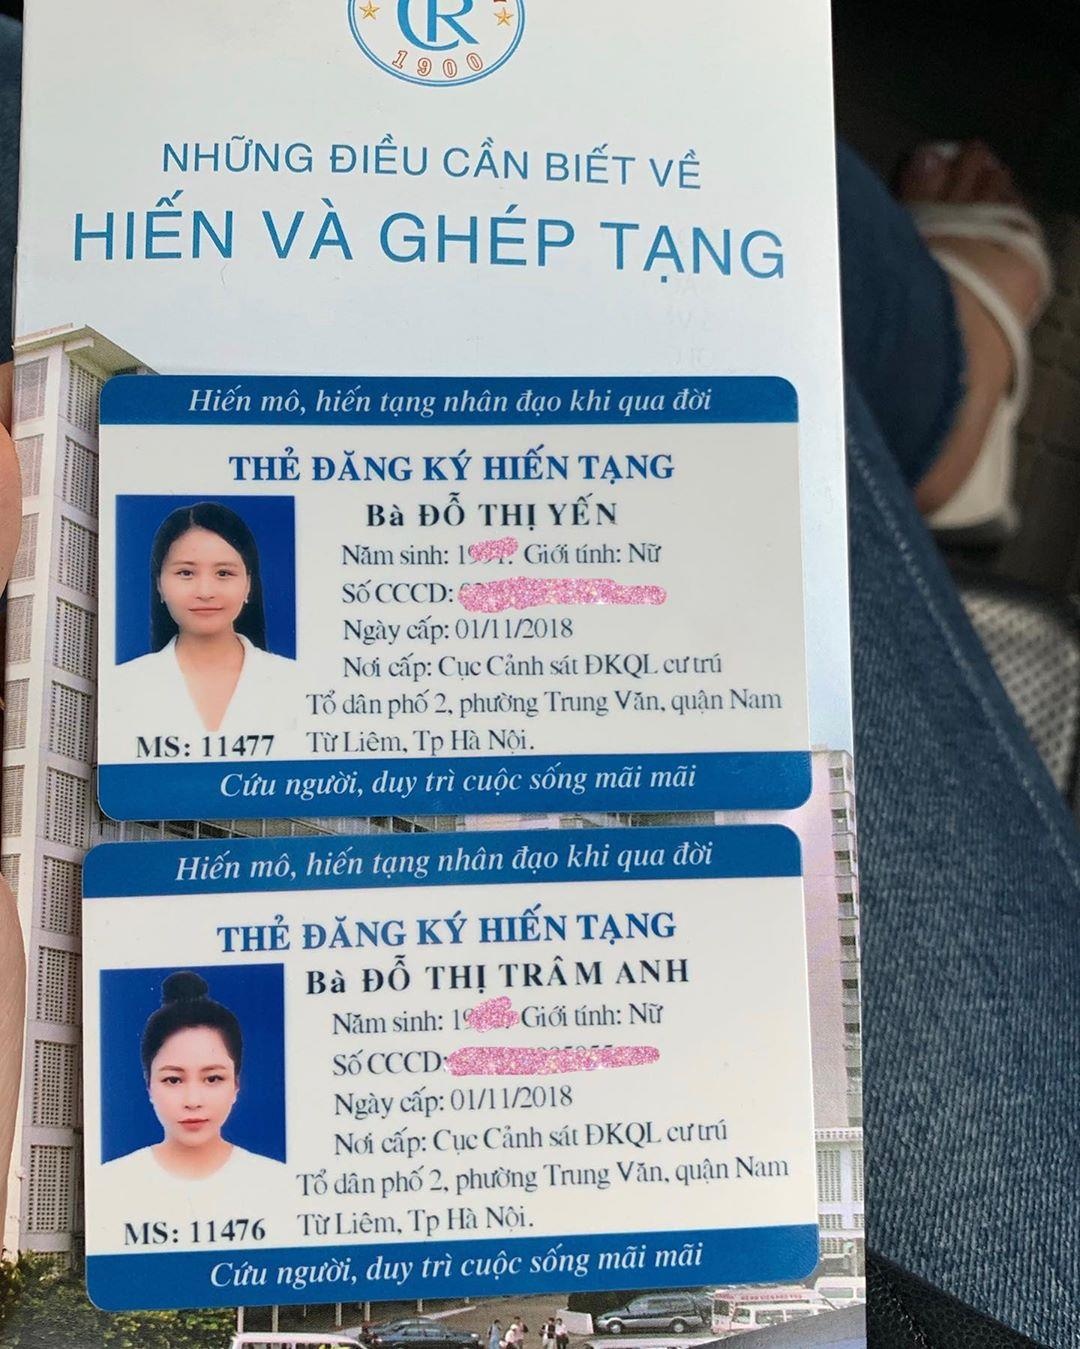 CR
1900
NHỮNG ĐIỀU CẦN BIẾT VỀ
HIẾN VÀ GHÉP TẠNG
Hiến mô, hiến tạng nhân đạo khi qua đời
THẺ ĐĂNG KÝ HIẾN TẠNG
Bà ĐỖ THỊ YẾN
Năm sinh: 19 Giới tính: Nữ
Số CCCD:
Ngày cấp: 01/11/2018
Nơi cấp: Cục Cảnh sát ĐKQL cư trú
Tổ dân phố 2, phường Trung Văn, quận Nam
MS: 11477 Từ Liêm, Tp Hà Nội.
Cứu người, duy trì cuộc sống mãi mãi
Hiến mô, hiến tạng nhân đạo khi qua đời
THẺ ĐĂNG KÝ HIẾN TẠNG
Bà ĐỖ THỊ TRÂM ANH
Năm sinh: 19 Giới tính: Nữ
Số CCCD:
Ngày cấp: 01/11/2018
Nơi cấp: Cục Cảnh sát ĐKQL cư trú
Tổ dân phố 2, phường Trung Văn, quận Nam
MS: 11476 Từ Liêm, Tp Hà Nội.
Cứu người, duy trì cuộc sống mãi mãi